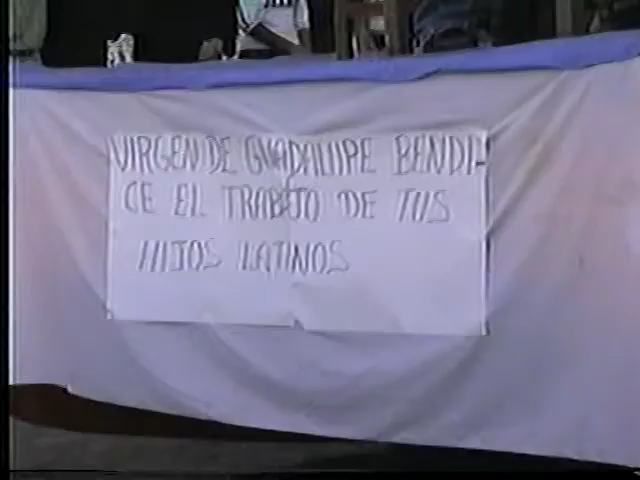 VIRGEN DE GUADALUPE BENDI-
CE EL TRABAJO DE TUS
HIJOS LATINOS